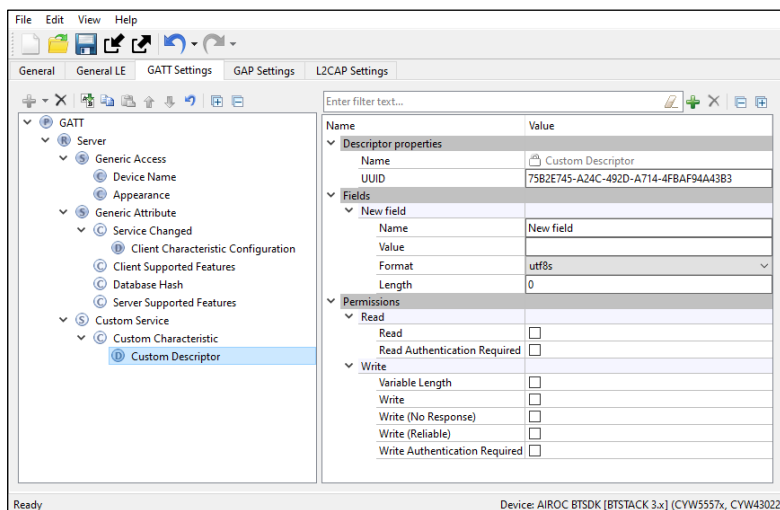 File Edit View Help
General General LE GATT Settings GAP Settings L2CAP Settings
Enter filter text...
GATT
Server
Generic Access
Device Name
Appearance
Generic Attribute
Service Changed
Client Characteristic Configuration
Client Supported Features
Database Hash
Server Supported Features
Custom Service
Custom Characteristic
Custom Descriptor
Name Value
Descriptor properties
Name Custom Descriptor
UUID 75B2E745-A24C-492D-A714-4FBAF94A43B3
Fields
New field
Name New field
Value
Format utf8s
Length 0
Permissions
Read
Read
Read Authentication Required
Write
Variable Length
Write
Write (No Response)
Write (Reliable)
Write Authentication Required
Ready Device: AIROC BTSDK [BTSTACK 3.x] (CYW5557x, CYW43022